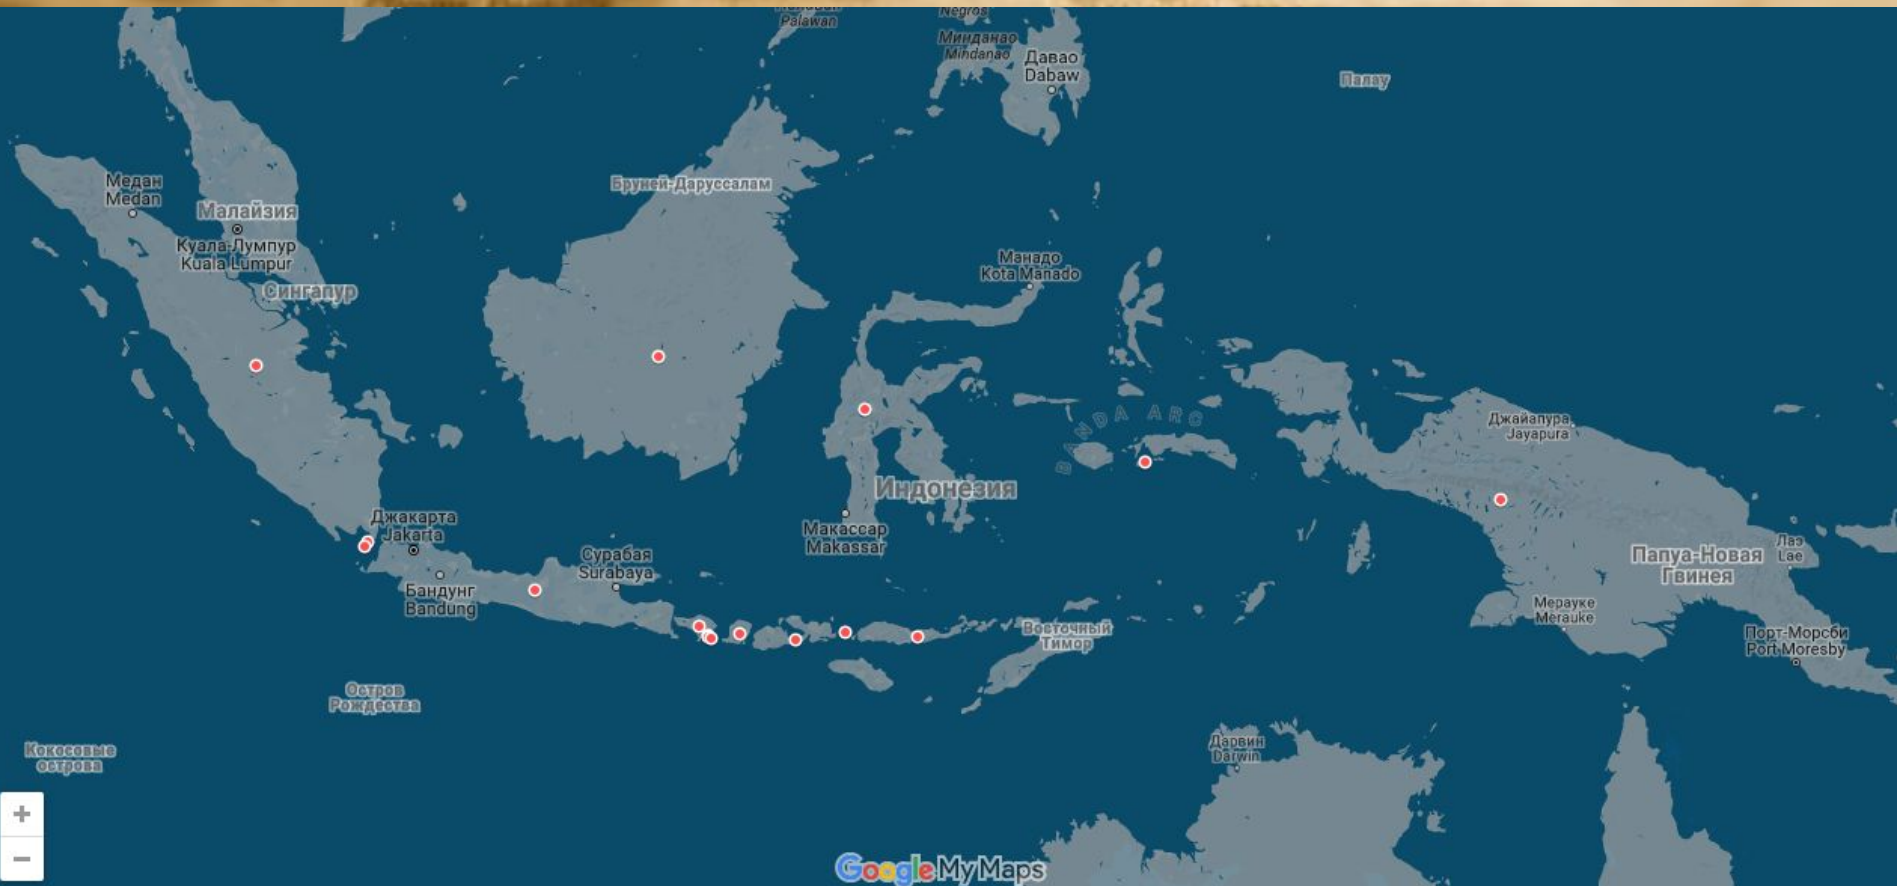 Palawan
Negros
Минданао
Mindanao
Давао
Dabaw
Палау
Медан
Medan
Бруней-Даруссалам
Малайзия
Куала-Лумпур
Kuala Lumpur
Сингапур
Манадо
Kota Manado
BANDA ARC
Джайапура
Jayapura
Индонезия
Джакарта
Jakarta
Макассар
Makassar
Сурабая
Surabaya
Папуа-Новая
Гвинея
Лаэ
Lae
Бандунг
Bandung
Мерауке
Merauke
Восточный
Тимор
Порт-Морсби
Port Moresby
Остров
Рождества
Кокосовые
острова
Дарвин
Darwin
+
−
Google My Maps